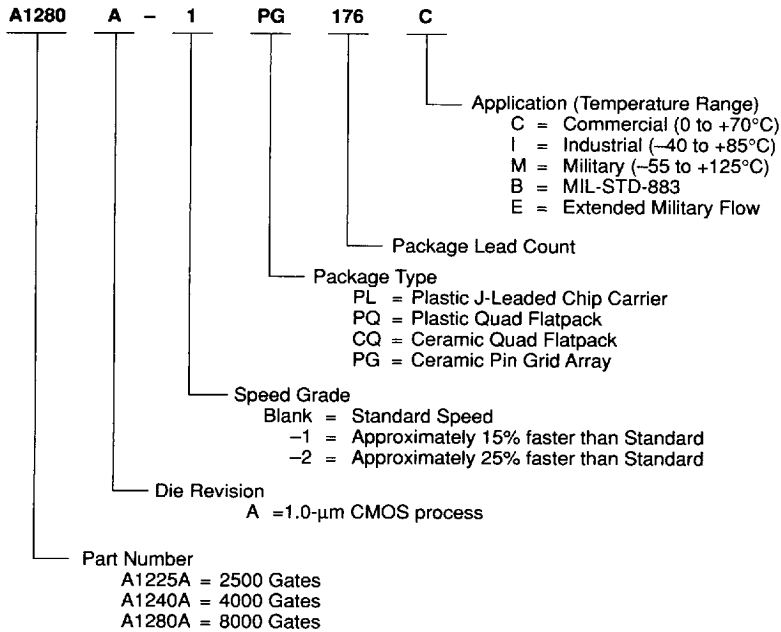 A1280 A – 1 PG 176 C
Application (Temperature Range)
C = Commercial (0 to +70°C)
I = Industrial (–40 to +85°C)
M = Military (–55 to +125°C)
B = MIL-STD-883
E = Extended Military Flow
Package Lead Count
Package Type
PL = Plastic J-Leaded Chip Carrier
PQ = Plastic Quad Flatpack
CQ = Ceramic Quad Flatpack
PG = Ceramic Pin Grid Array
Speed Grade
Blank = Standard Speed
–1 = Approximately 15% faster than Standard
–2 = Approximately 25% faster than Standard
Die Revision
A =1.0-µm CMOS process
Part Number
A1225A = 2500 Gates
A1240A = 4000 Gates
A1280A = 8000 Gates